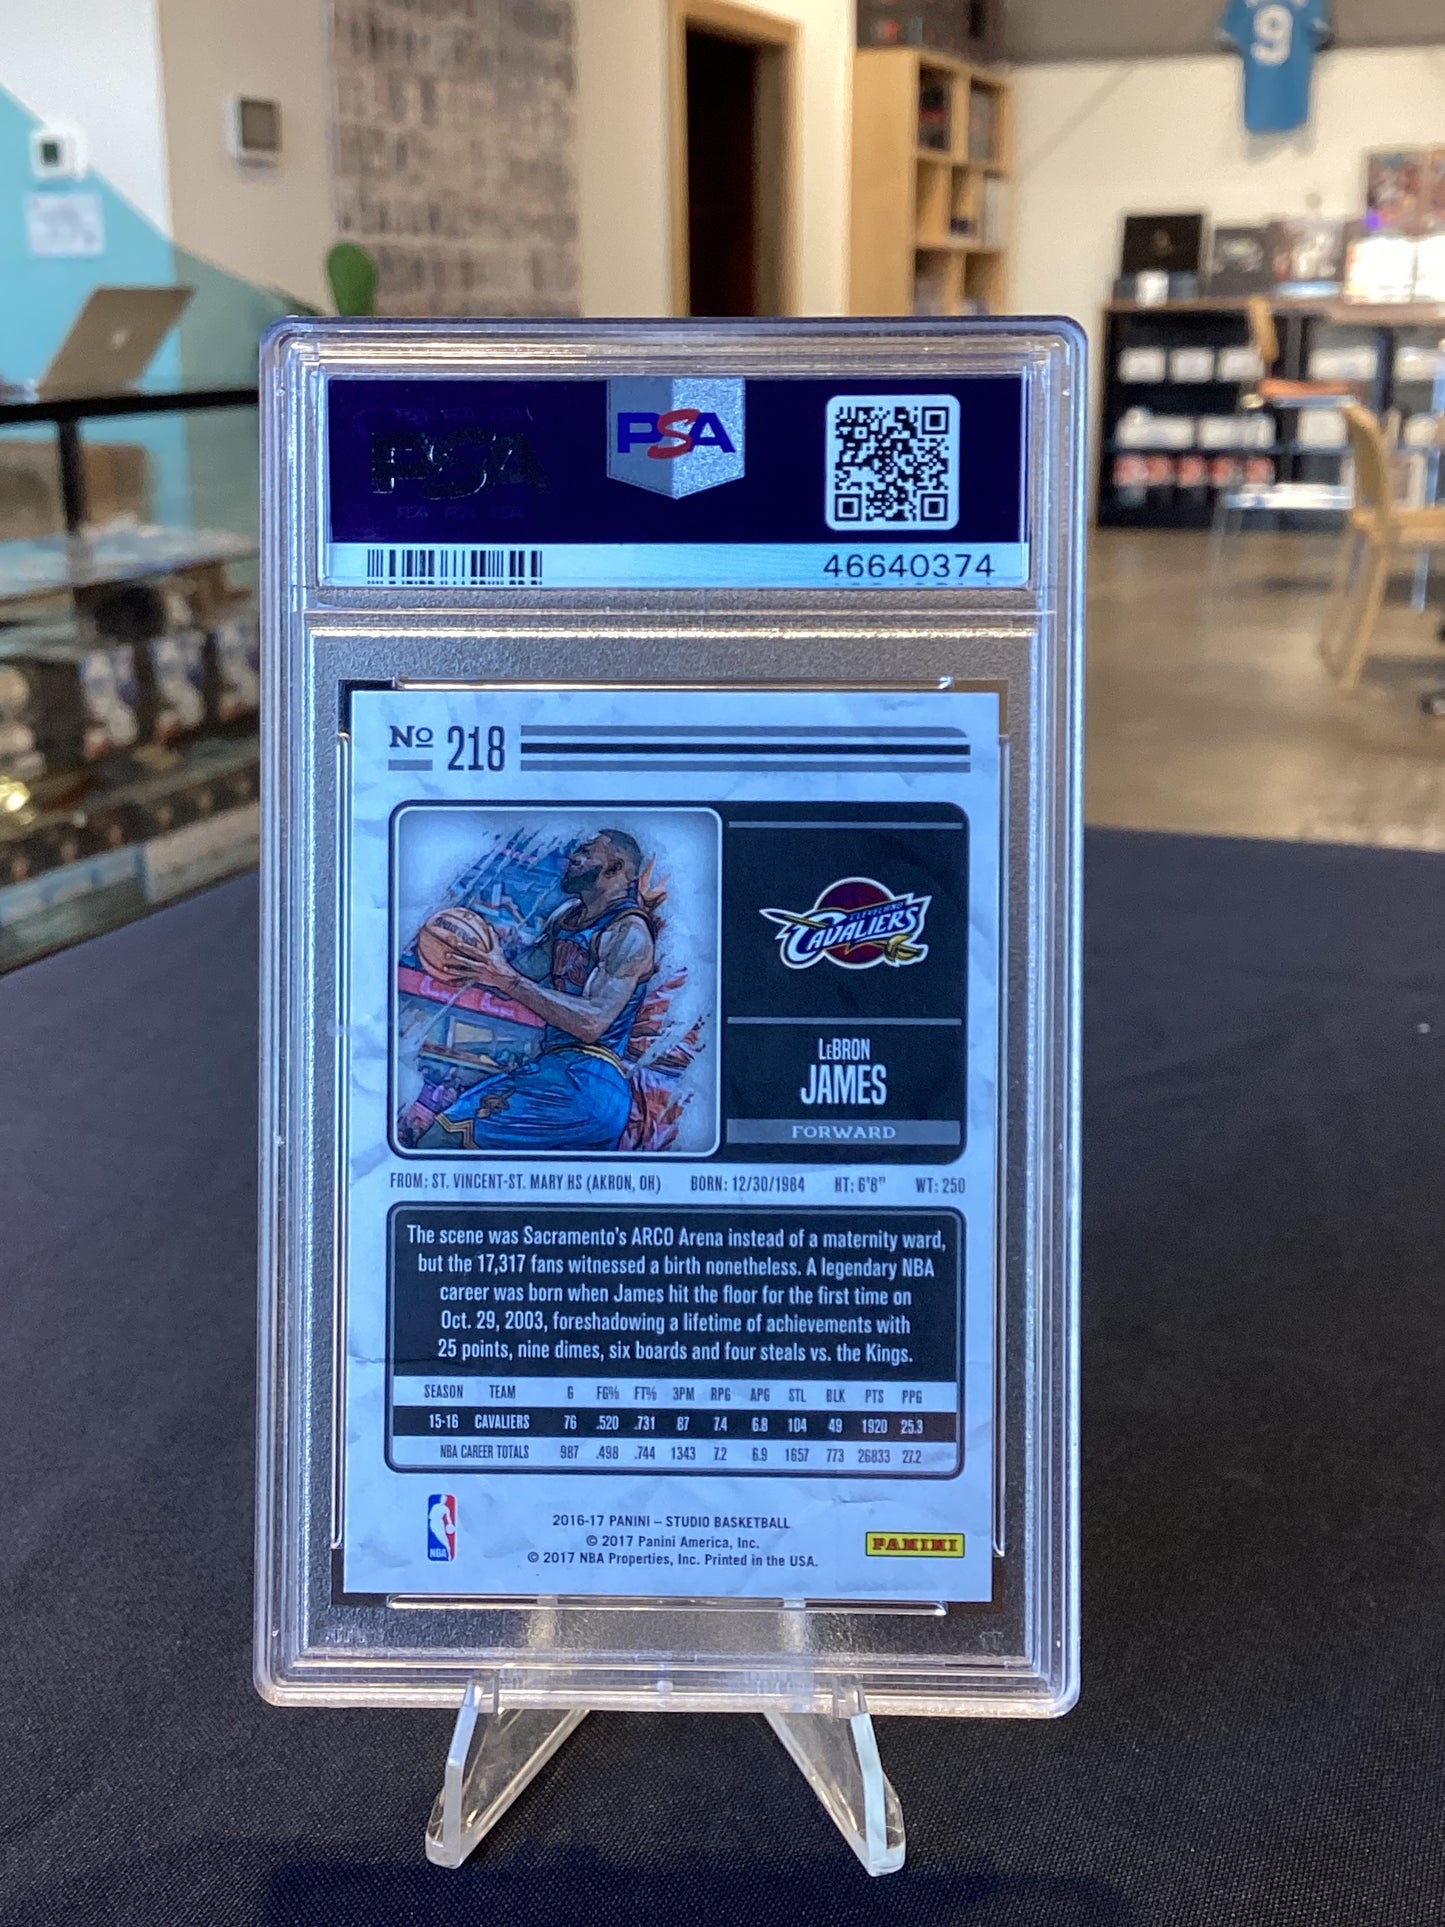 9
PSA
PSA
46640374
No 218
CLEVELAND
CAVALIERS
LeBRON
JAMES
FORWARD
FROM: ST. VINCENT-ST. MARY HS (AKRON, OH) BORN: 12/30/1984 HT: 6'8" WT: 250
The scene was Sacramento's ARCO Arena instead of a maternity ward,
but the 17,317 fans witnessed a birth nonetheless. A legendary NBA
career was born when James hit the floor for the first time on
Oct. 29, 2003, foreshadowing a lifetime of achievements with
25 points, nine dimes, six boards and four steals vs. the Kings.
SEASON TEAM G FG% FT% 3PM RPG APG STL BLK PTS PPG
15-16 CAVALIERS 76 .520 .731 87 7.4 6.8 104 49 1920 25.3
NBA CAREER TOTALS 987 .498 .744 1343 7.2 6.9 1657 773 26833 27.2
NBA
2016-17 PANINI – STUDIO BASKETBALL
© 2017 Panini America, Inc.
© 2017 NBA Properties, Inc. Printed in the USA.
PANINI